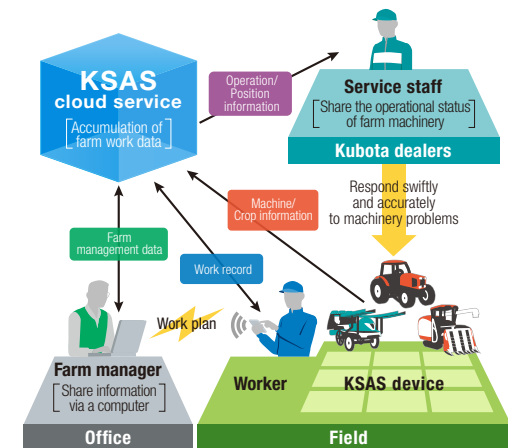 KSAS
cloud service
[Accumulation of
farm work data]
Operation/
Position
information
Service staff
[Share the operational status
of farm machinery]
Kubota dealers
Respond swiftly
and accurately
to machinery problems
Machine/
Crop information
Farm
management data
Work record
Work plan
Farm manager
[Share information
via a computer]
Office
Worker
KSAS device
Field